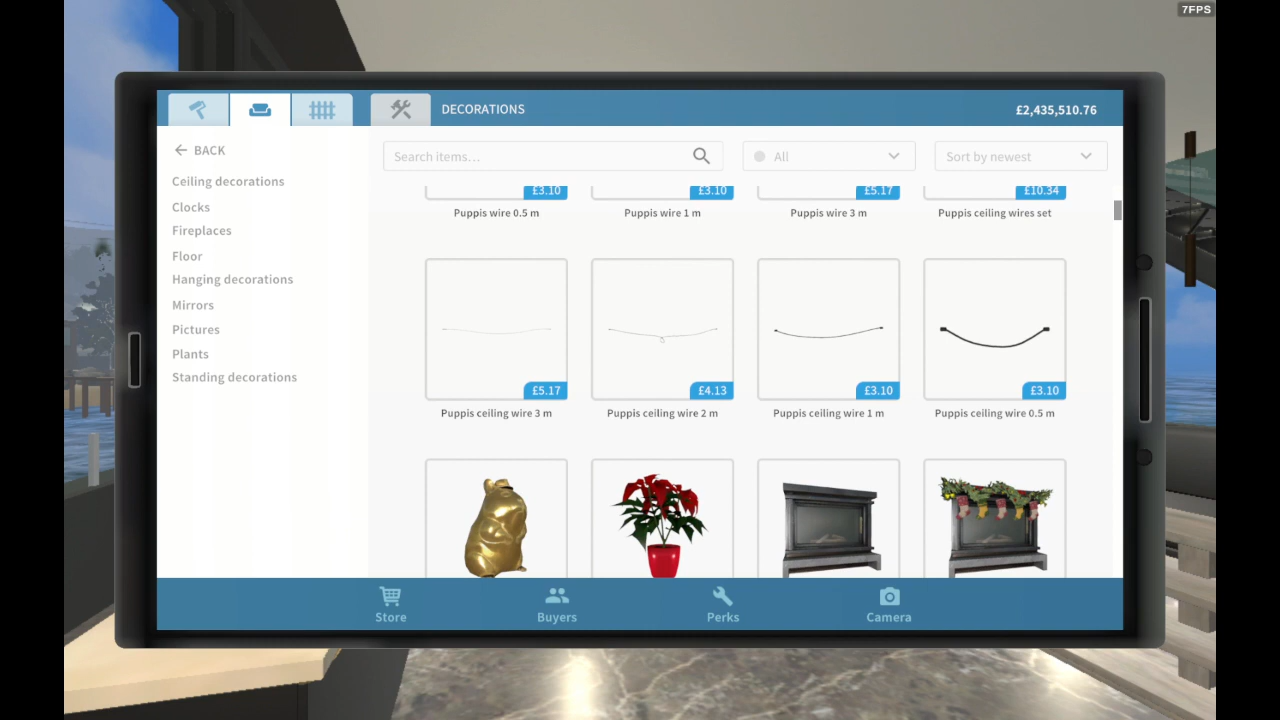 7FPS
DECORATIONS
£2,435,510.76
BACK
Search items...
All
Sort by newest
Ceiling decorations
Clocks
Fireplaces
Floor
Hanging decorations
Mirrors
Pictures
Plants
Standing decorations
£3.10
£3.10
£5.17
£10.34
Puppis wire 0.5 m
Puppis wire 1 m
Puppis wire 3 m
Puppis ceiling wires set
£5.17
£4.13
£3.10
£3.10
Puppis ceiling wire 3 m
Puppis ceiling wire 2 m
Puppis ceiling wire 1 m
Puppis ceiling wire 0.5 m
Store
Buyers
Perks
Camera